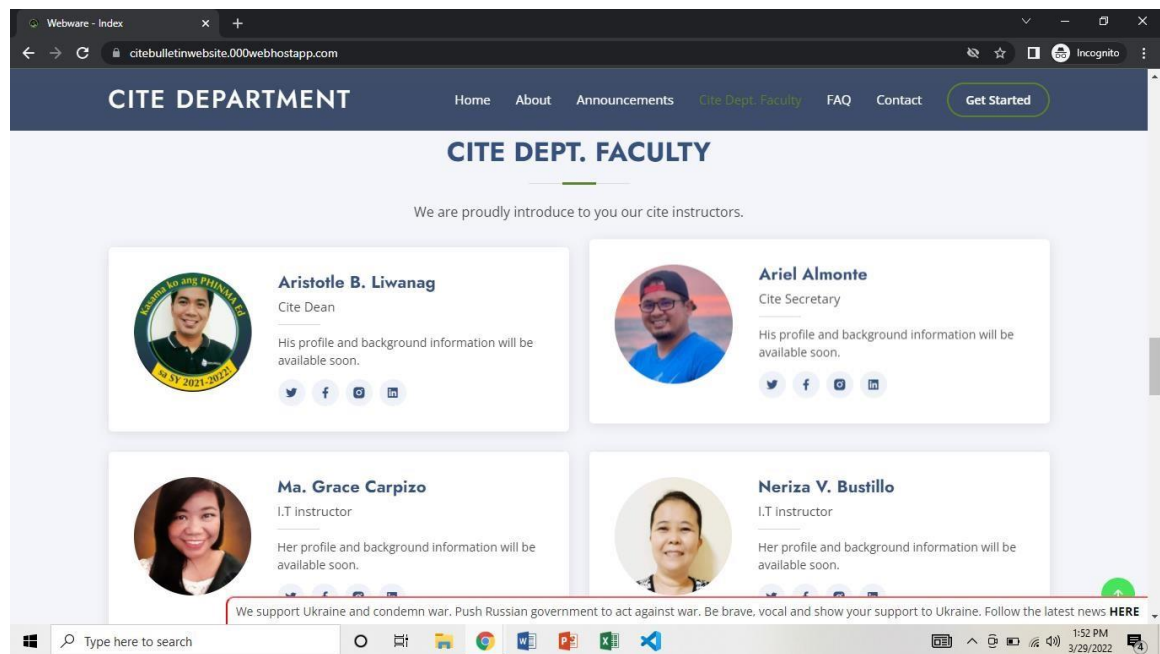 Webware - Index
citebulletinwebsite.000webhostapp.com
Incognito
CITE DEPARTMENT
Home About Announcements Cite Dept. Faculty FAQ Contact Get Started
CITE DEPT. FACULTY
We are proudly introduce to you our cite instructors.
Kasama ko ang PHINMA Ed
sa SY 2021-2022!
Aristotle B. Liwanag
Cite Dean
His profile and background information will be
available soon.
Ariel Almonte
Cite Secretary
His profile and background information will be
available soon.
Ma. Grace Carpizo
I.T instructor
Her profile and background information will be
available soon.
Neriza V. Bustillo
I.T instructor
Her profile and background information will be
available soon.
We support Ukraine and condemn war. Push Russian government to act against war. Be brave, vocal and show your support to Ukraine. Follow the latest news HERE
Type here to search
1:52 PM
3/29/2022
4